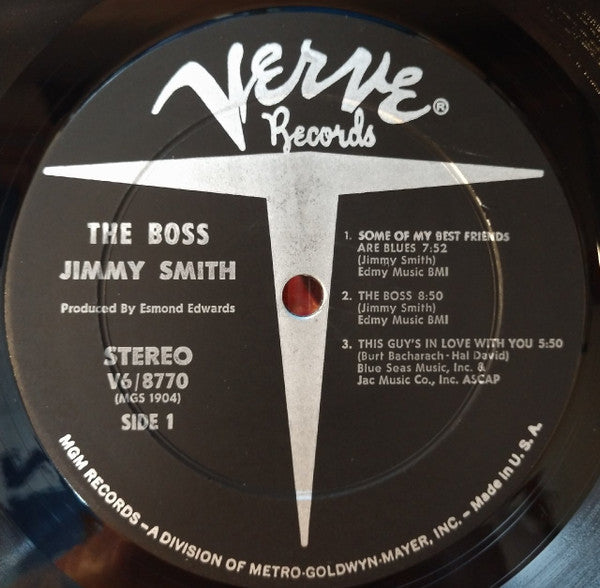 VERVE®
Records
THE BOSS
JIMMY SMITH
Produced By Esmond Edwards
STEREO
V6/8770
(MGS 1904)
SIDE 1
1. SOME OF MY BEST FRIENDS
ARE BLUES 7:52
(Jimmy Smith)
Edmy Music BMI
2. THE BOSS 8:50
(Jimmy Smith)
Edmy Music BMI
3. THIS GUY'S IN LOVE WITH YOU 5:50
(Burt Bacharach - Hal David)
Blue Seas Music, Inc. &
Jac Music Co., Inc. ASCAP
MGM RECORDS – A DIVISION OF METRO-GOLDWYN-MAYER, INC. – Made in U.S.A.